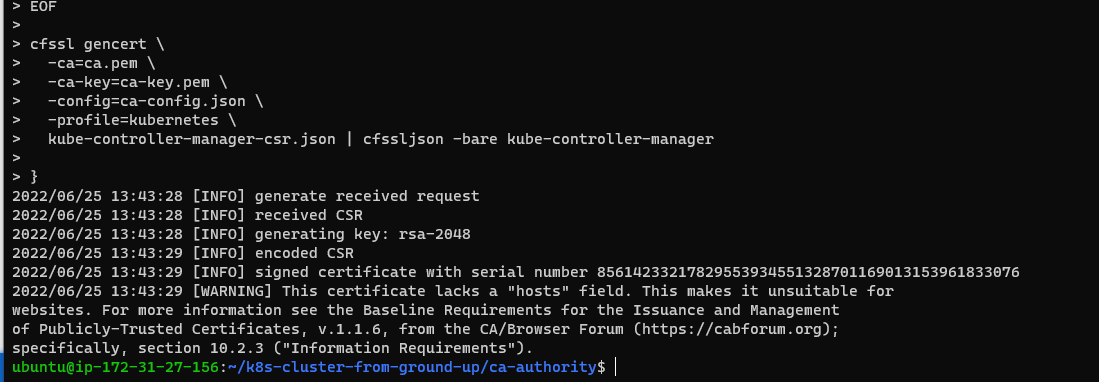 > EOF
>
> cfssl gencert \
>   -ca=ca.pem \
>   -ca-key=ca-key.pem \
>   -config=ca-config.json \
>   -profile=kubernetes \
>   kube-controller-manager-csr.json | cfssljson -bare kube-controller-manager
>
> }
2022/06/25 13:43:28 [INFO] generate received request
2022/06/25 13:43:28 [INFO] received CSR
2022/06/25 13:43:28 [INFO] generating key: rsa-2048
2022/06/25 13:43:29 [INFO] encoded CSR
2022/06/25 13:43:29 [INFO] signed certificate with serial number 85614233217829553934551328701169013153961833076
2022/06/25 13:43:29 [WARNING] This certificate lacks a "hosts" field. This makes it unsuitable for
websites. For more information see the Baseline Requirements for the Issuance and Management
of Publicly-Trusted Certificates, v.1.1.6, from the CA/Browser Forum (https://cabforum.org);
specifically, section 10.2.3 ("Information Requirements").
ubuntu@ip-172-31-27-156:~/k8s-cluster-from-ground-up/ca-authority$